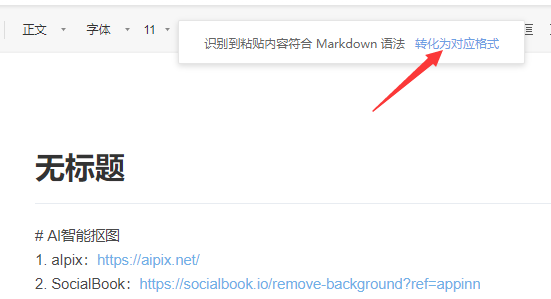 正文 字体 11
识别到粘贴内容符合 Markdown 语法 转化为对应格式
无标题
# AI智能抠图
1. alpix：https://aipix.net/
2. SocialBook：https://socialbook.io/remove-background?ref=appinn